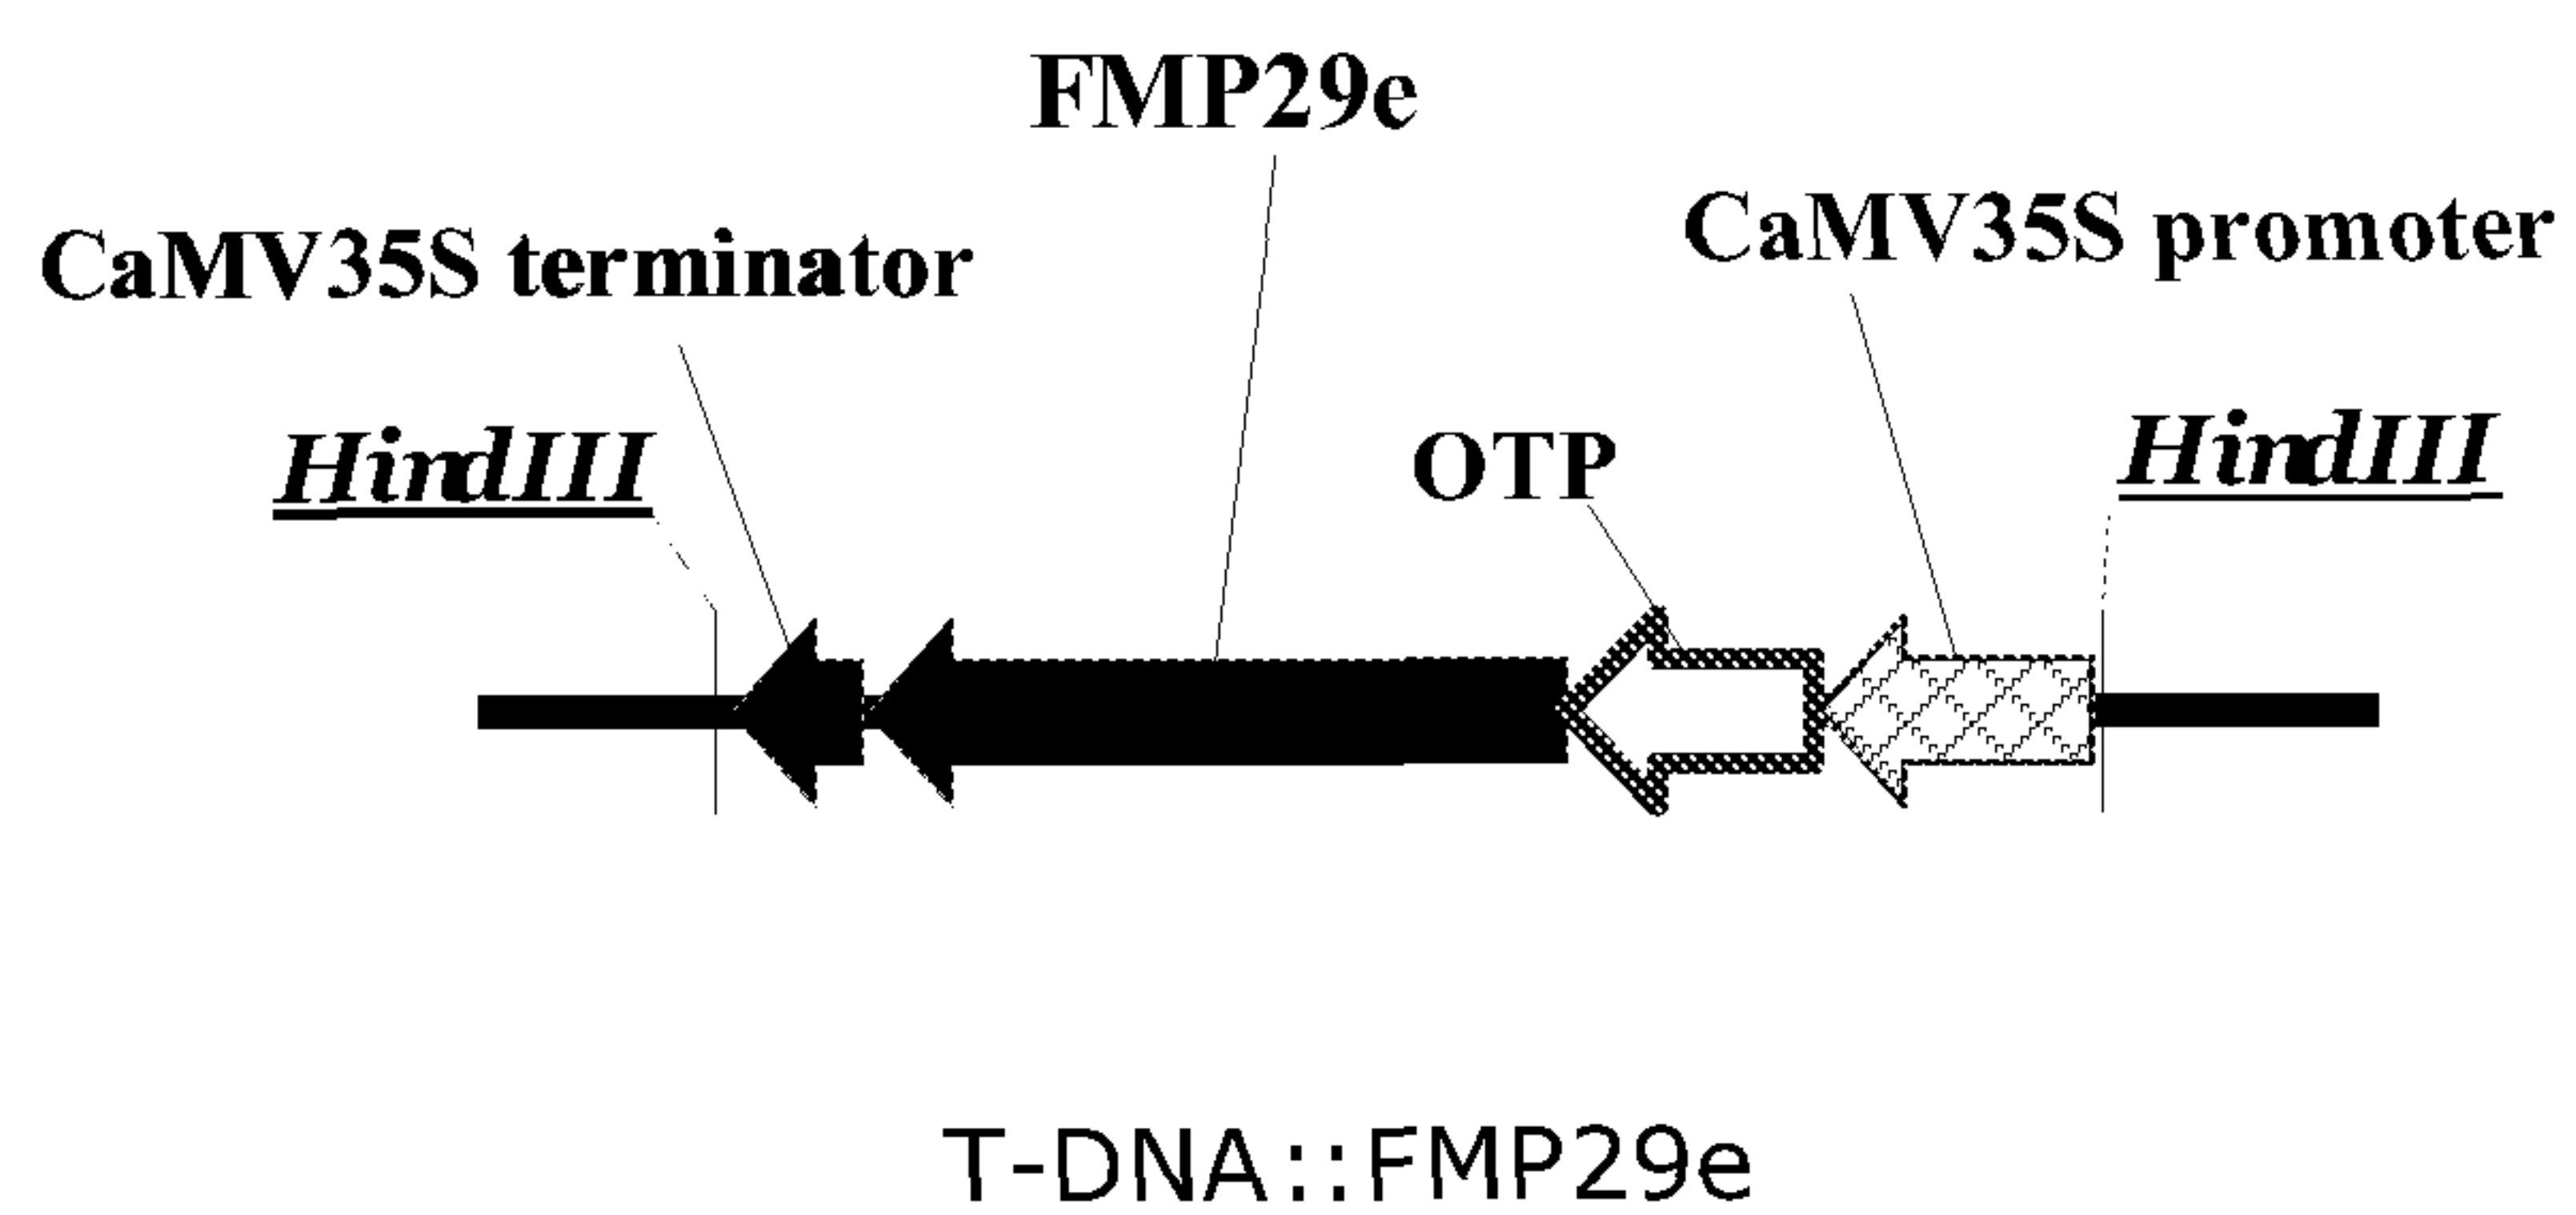 FMP29e
CaMV35S promoter
CaMV35S terminator
HindIII
OTP
HindIII
T-DNA::FMP29e